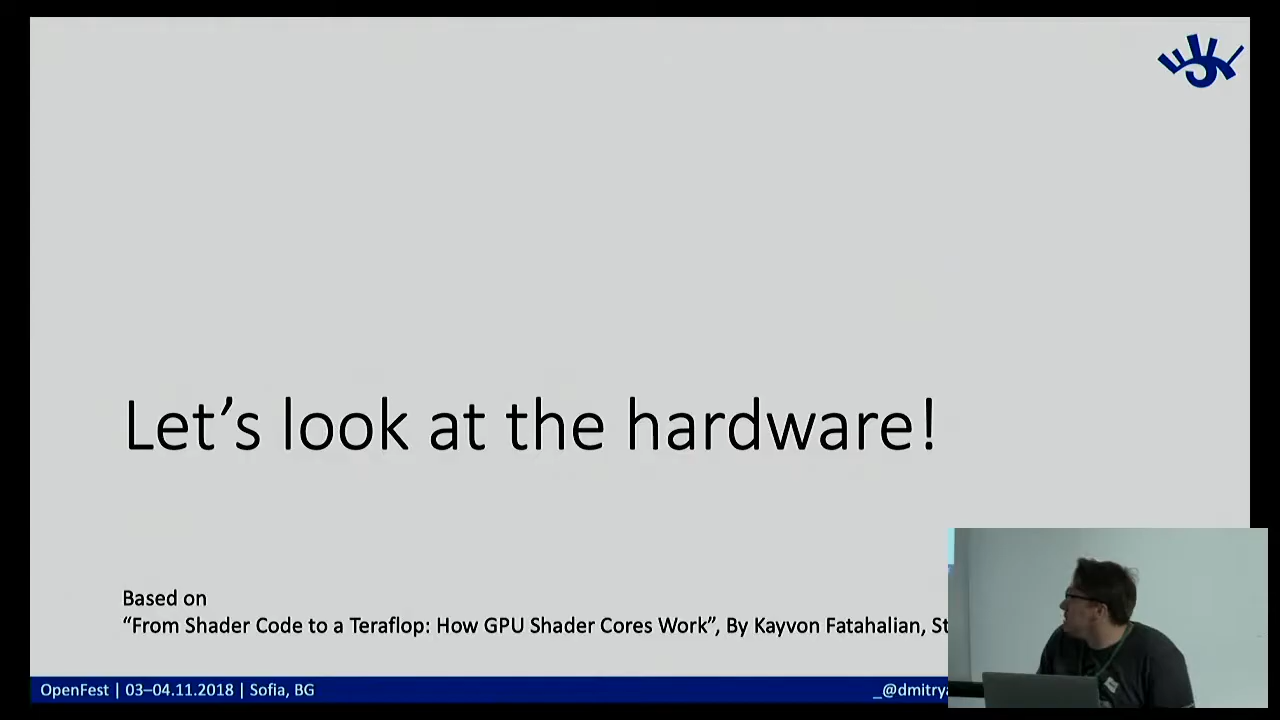 Let's look at the hardware!
Based on
“From Shader Code to a Teraflop: How GPU Shader Cores Work”, By Kayvon Fatahalian,
OpenFest | 03–04.11.2018 | Sofia, BG